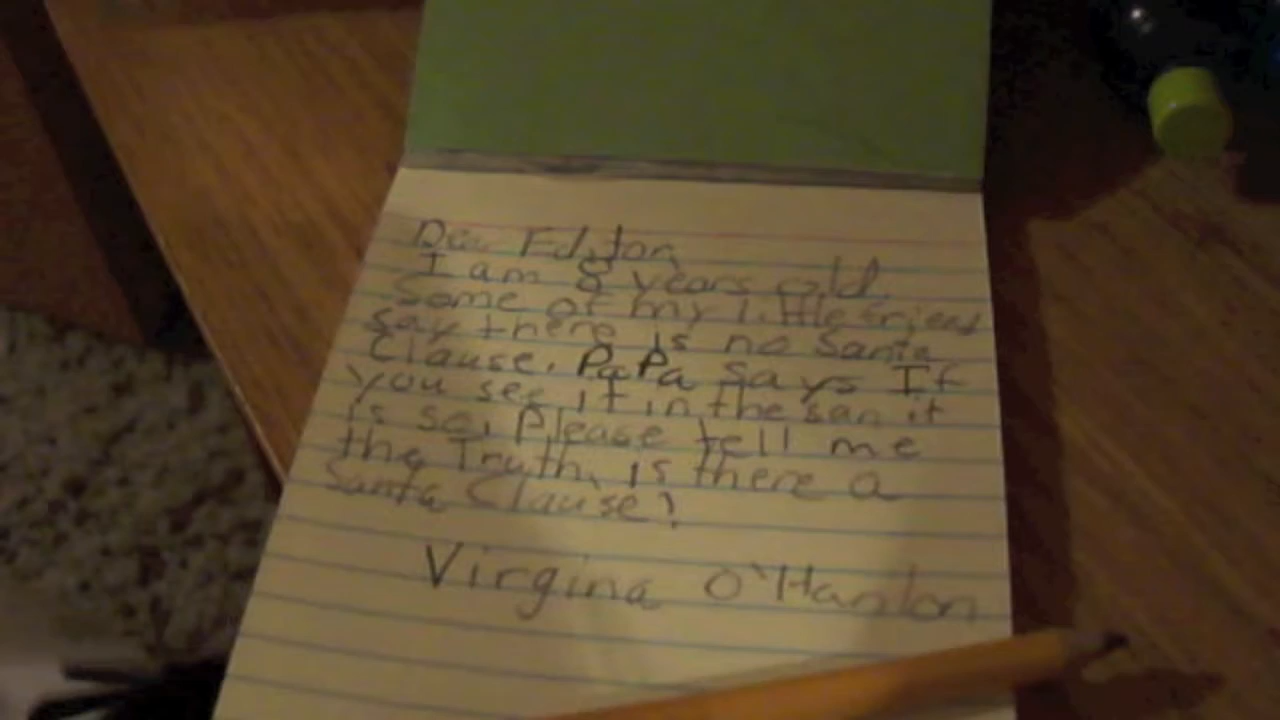 Dear Editor
I am 8 years old.
Some of my little friend
say there is no Santa
Clause. PaPa says If
you see it in the san it
is so. Please tell me
the Truth, is there a
Santa Clause?
Virgina O'Hanlon